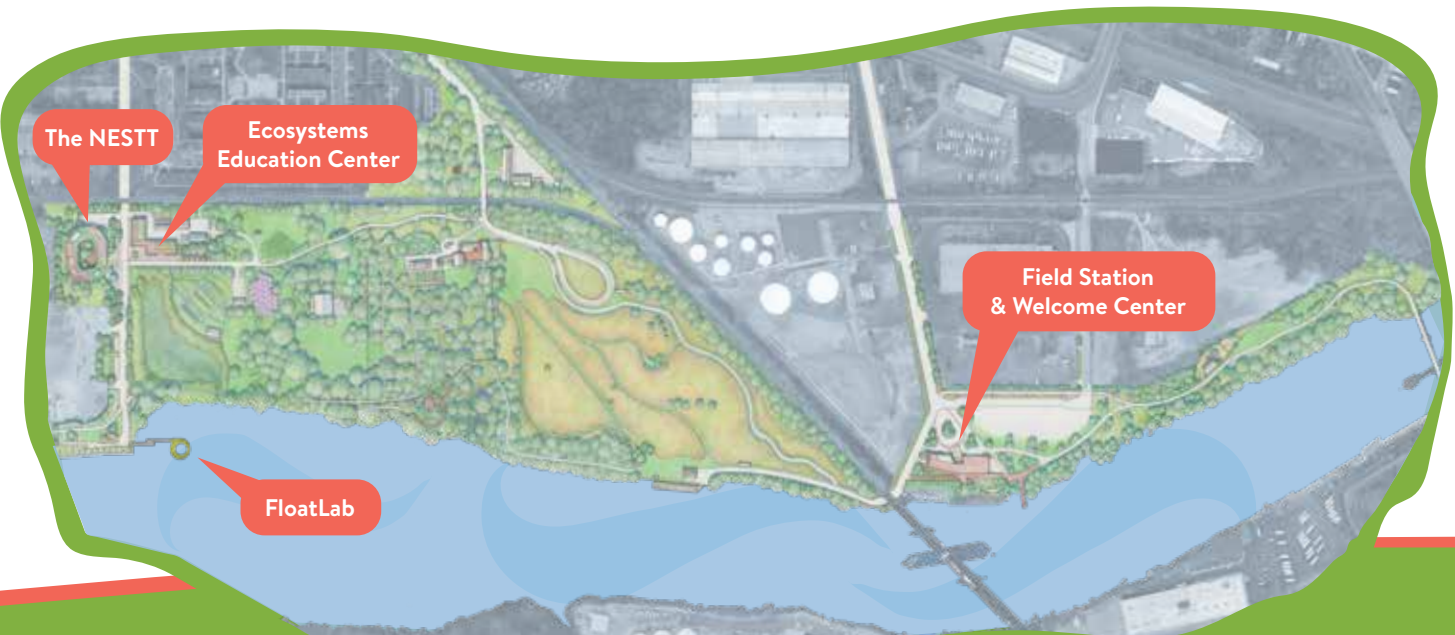 The NESTT
Ecosystems
Education Center
Field Station
& Welcome Center
FloatLab